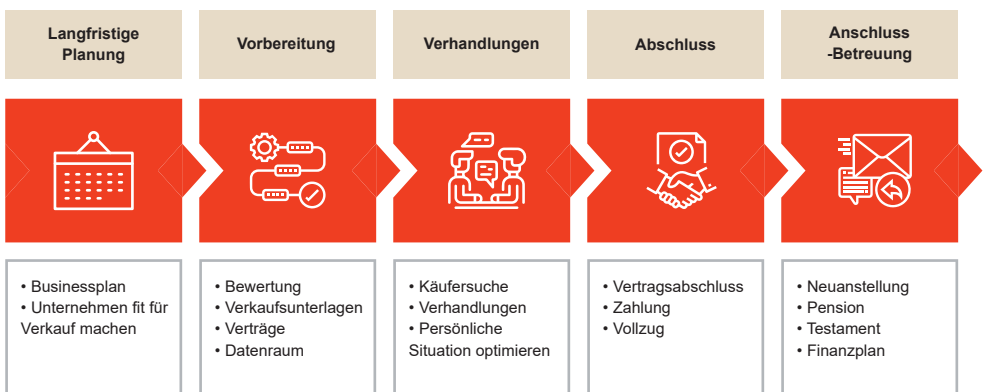 Langfristige
Planung
Vorbereitung
Verhandlungen
Abschluss
Anschluss
-Betreuung
• Businessplan
• Unternehmen fit für
Verkauf machen
• Bewertung
• Verkaufsunterlagen
• Verträge
• Datenraum
• Käufersuche
• Verhandlungen
• Persönliche
Situation optimieren
• Vertragsabschluss
• Zahlung
• Vollzug
• Neuanstellung
• Pension
• Testament
• Finanzplan